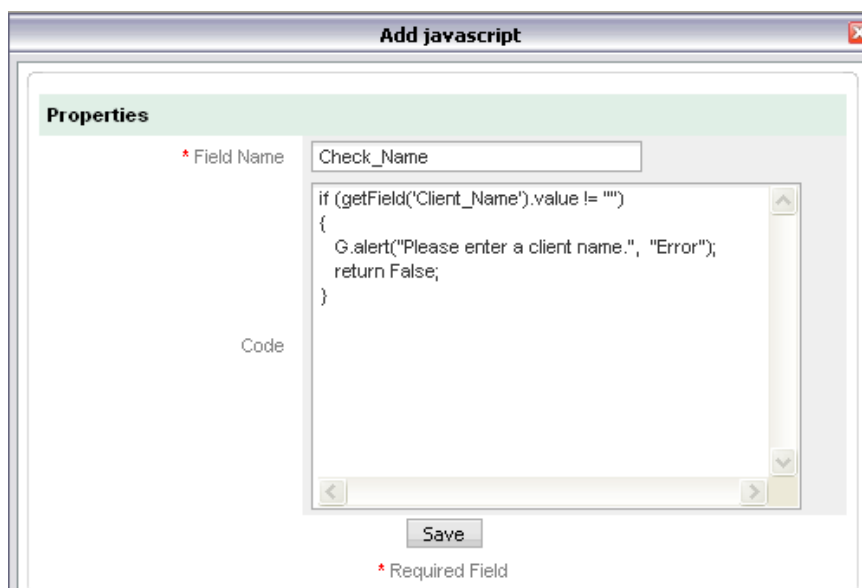 Add javascript
Properties
* Field Name
Check_Name
Code
if (getField('Client_Name').value != "")
{
G.alert("Please enter a client name.", "Error");
return False;
}
Save
* Required Field